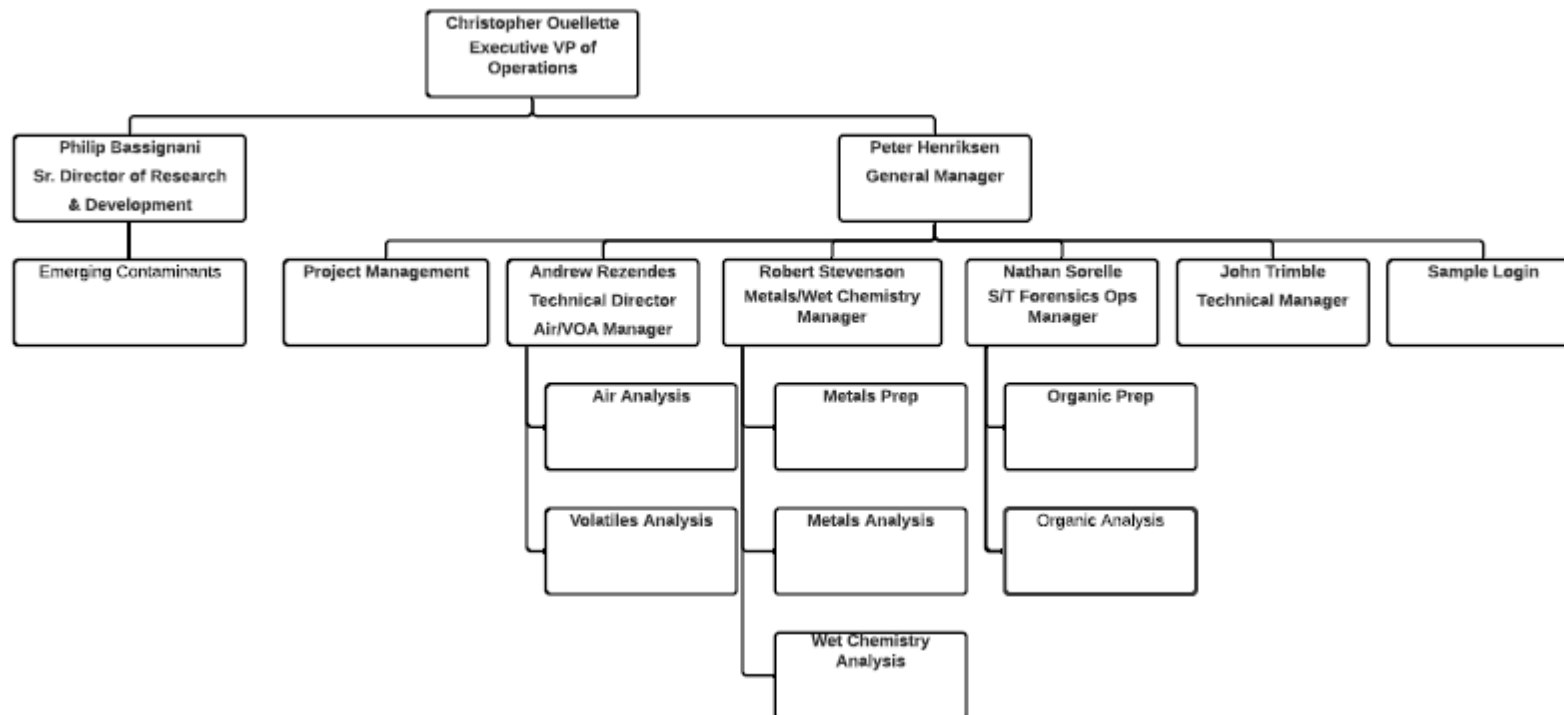 Christopher Ouellette
Executive VP of
Operations
Philip Bassignani
Sr. Director of Research
& Development
Peter Henriksen
General Manager
Emerging Contaminants
Project Management
Andrew Rezendes
Technical Director
Air/VOA Manager
Robert Stevenson
Metals/Wet Chemistry
Manager
Nathan Sorelle
S/T Forensics Ops
Manager
John Trimble
Technical Manager
Sample Login
Air Analysis
Metals Prep
Organic Prep
Volatiles Analysis
Metals Analysis
Organic Analysis
Wet Chemistry
Analysis